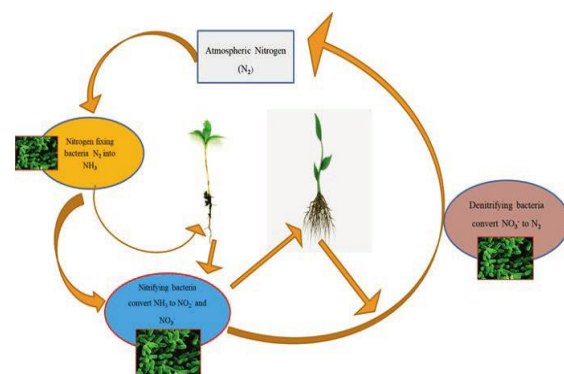 Atmospheric Nitrogen
(N₂)
Nitrogen fixing
bacteria N₂ into
NH₃
Nitrifying bacteria
convert NH₃ to NO₂⁻ and
NO₃⁻
Denitrifying bacteria
convert NO₃⁻ to N₂